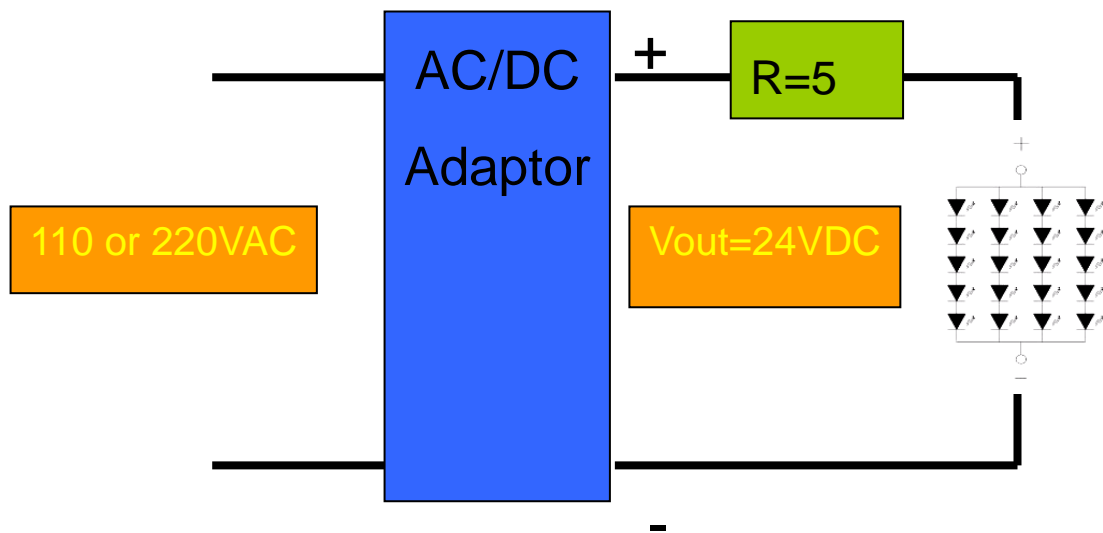 AC/DC
Adaptor
+
R=5
110 or 220VAC
Vout=24VDC
+
−
-